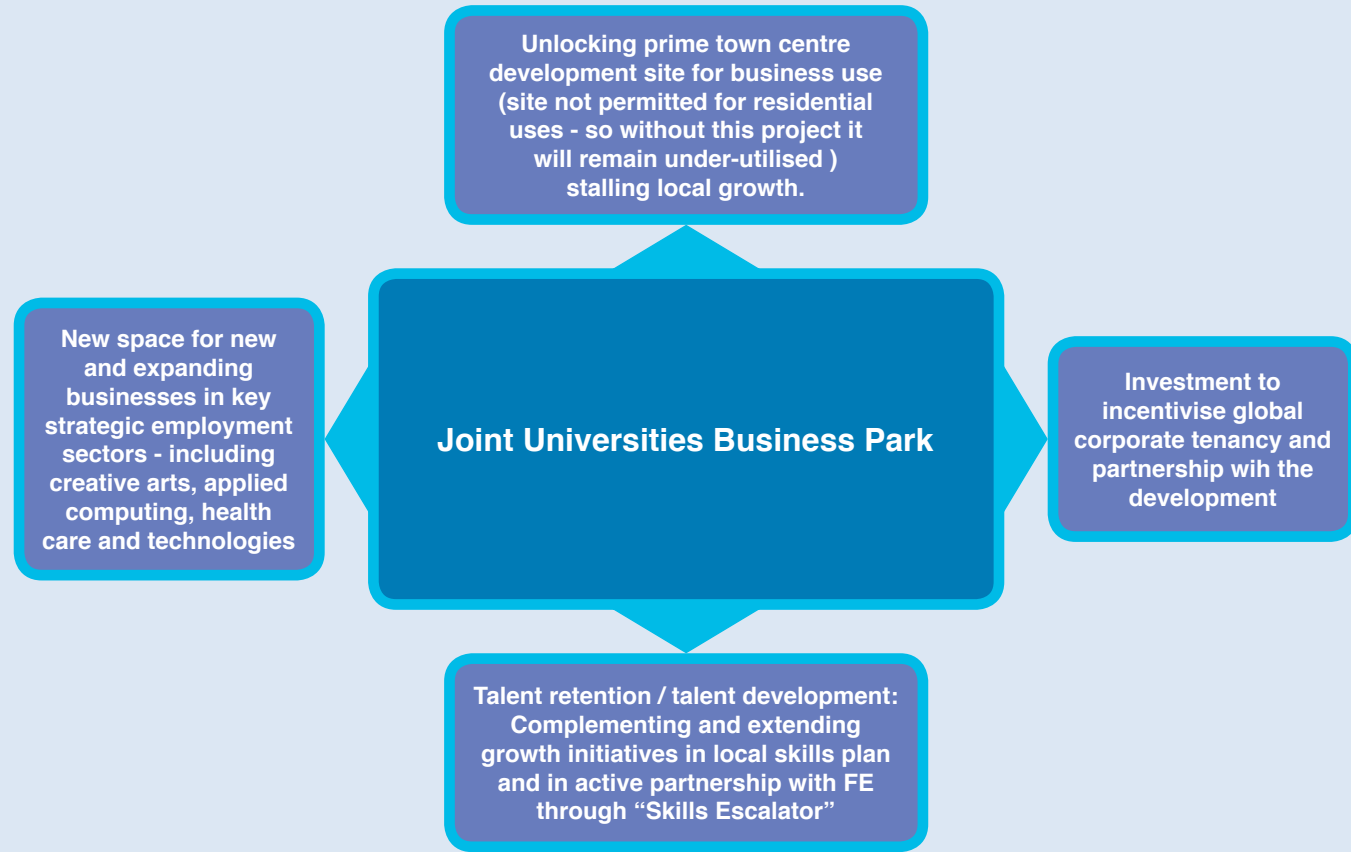 Unlocking prime town centre
development site for business use
(site not permitted for residential
uses - so without this project it
will remain under-utilised )
stalling local growth.
New space for new
and expanding
businesses in key
strategic employment
sectors - including
creative arts, applied
computing, health
care and technologies
Joint Universities Business Park
Investment to
incentivise global
corporate tenancy and
partnership wih the
development
Talent retention / talent development:
Complementing and extending
growth initiatives in local skills plan
and in active partnership with FE
through “Skills Escalator”